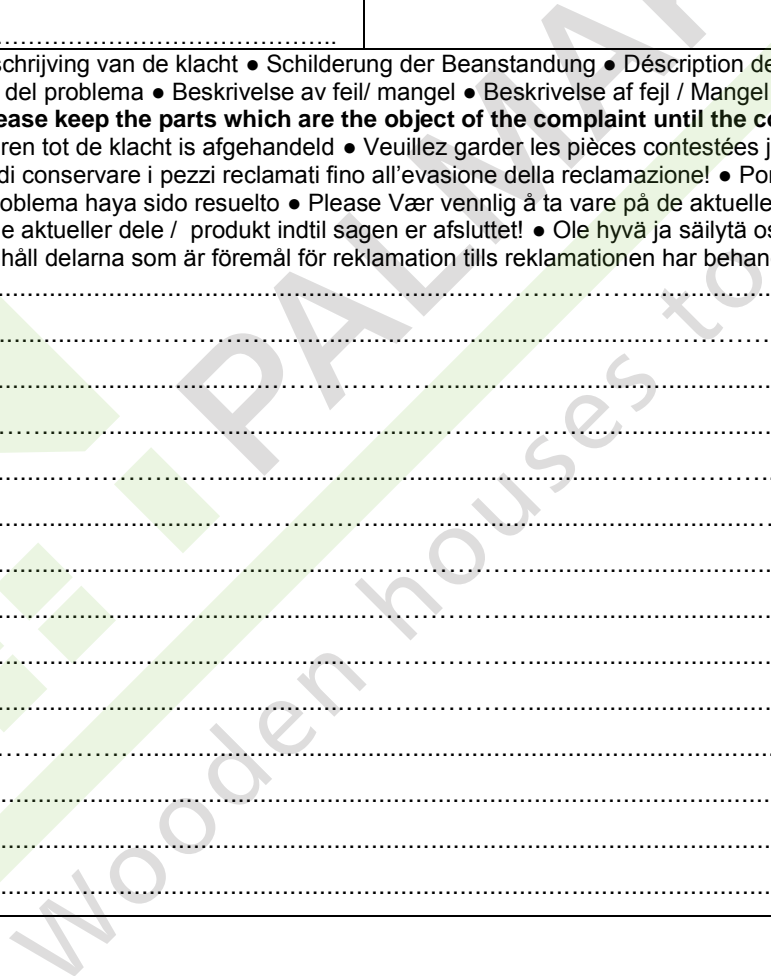 …………………………………………..
schrijving van de klacht ● Schilderung der Beanstandung ● Déscription de
del problema ● Beskrivelse av feil/ mangel ● Beskrivelse af fejl / Mangel
ease keep the parts which are the object of the complaint until the co
ren tot de klacht is afgehandeld ● Veuillez garder les pièces contestées j
di conservare i pezzi reclamati fino all’evasione della reclamazione! ● Por
oblema haya sido resuelto ● Please Vær vennlig å ta vare på de aktuelle
e aktueller dele / produkt indtil sagen er afsluttet! ● Ole hyvä ja säilytä os
håll delarna som är föremål för reklamation tills reklamationen har behan
PALM
Wooden houses to